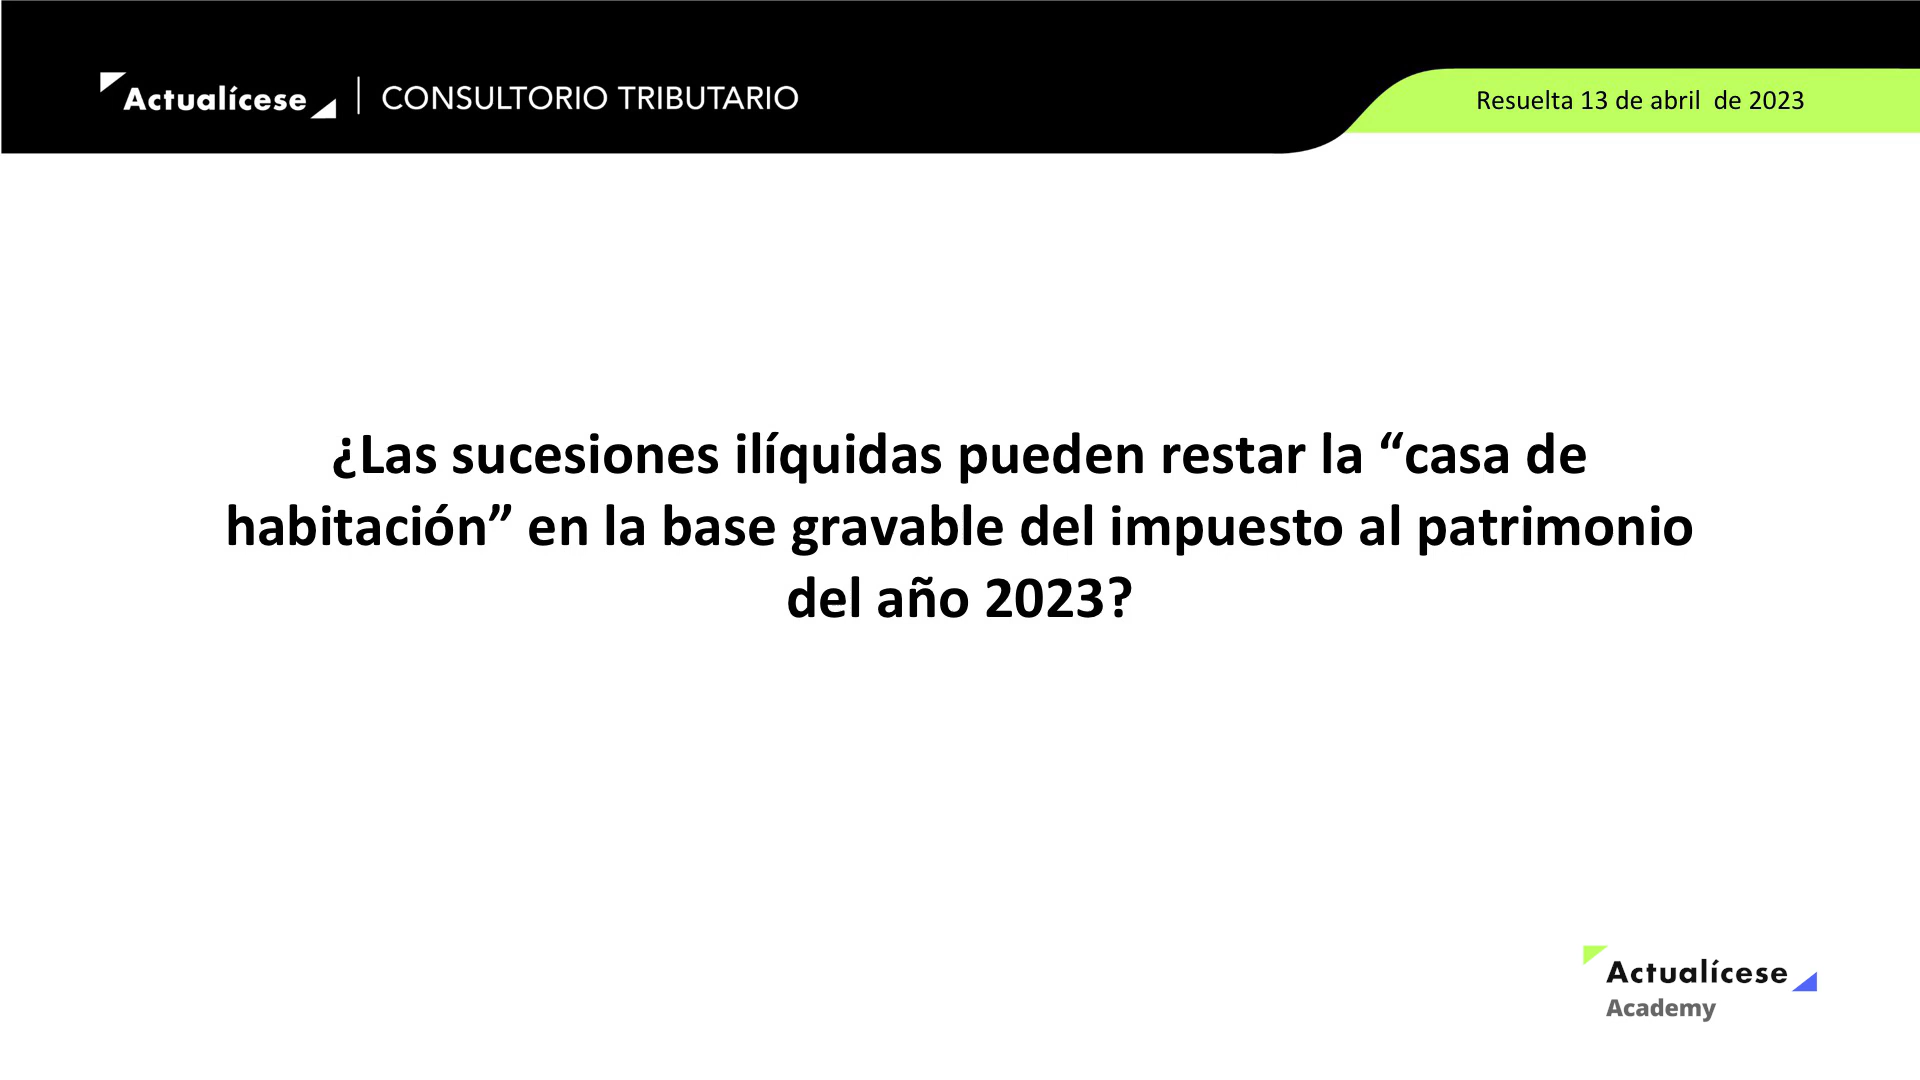 Actualícese | CONSULTORIO TRIBUTARIO
Resuelta 13 de abril  de 2023
¿Las sucesiones ilíquidas pueden restar la “casa de
habitación” en la base gravable del impuesto al patrimonio
del año 2023?
Actualícese
Academy